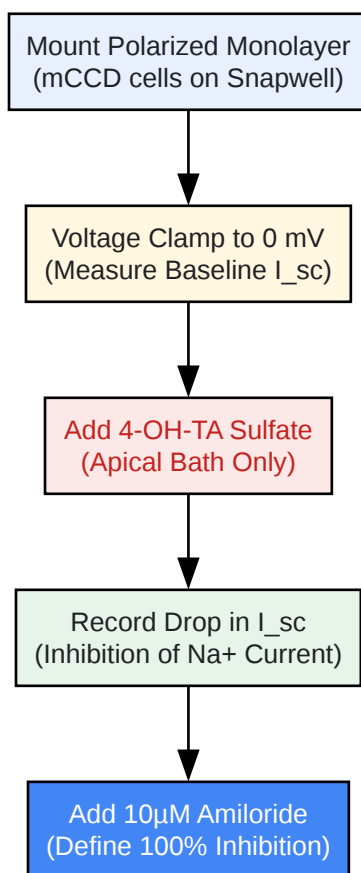 Mount Polarized Monolayer
(mCCD cells on Snapwell)
Voltage Clamp to 0 mV
(Measure Baseline I_sc)
Add 4-OH-TA Sulfate
(Apical Bath Only)
Record Drop in I_sc
(Inhibition of Na+ Current)
Add 10µM Amiloride
(Define 100% Inhibition)